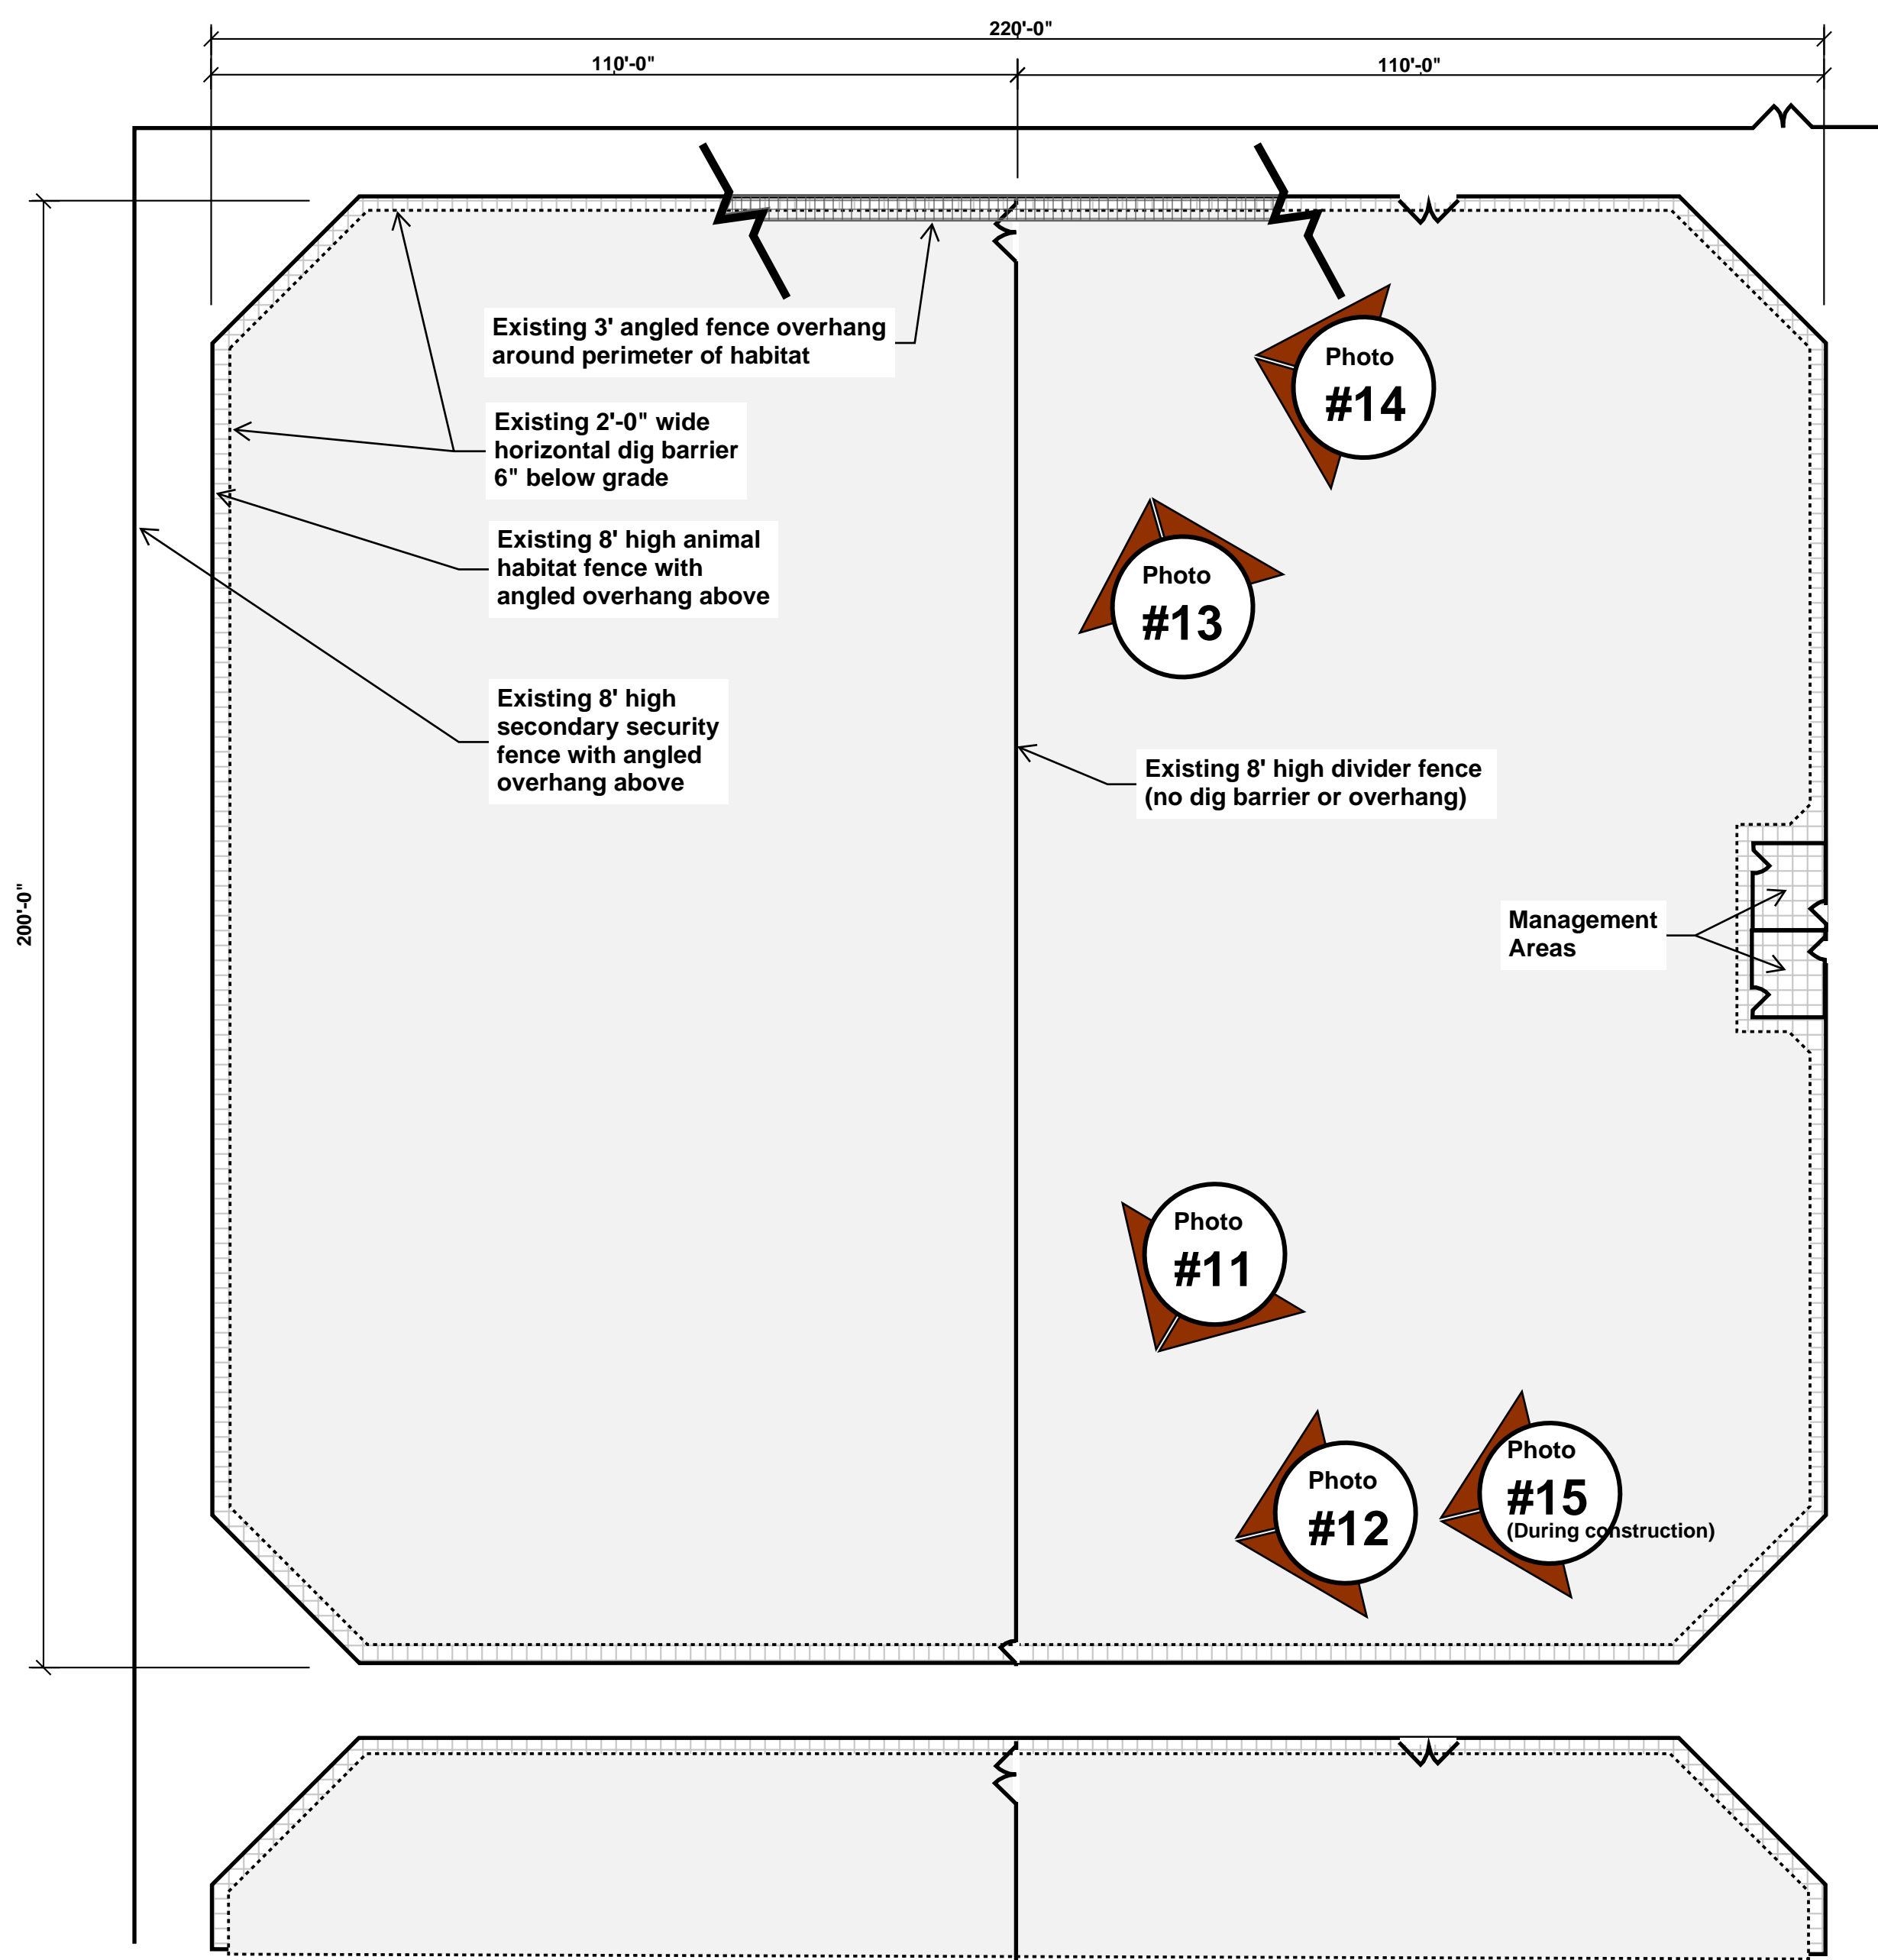 220'-0"
110'-0"
110'-0"
Existing 3' angled fence overhang
around perimeter of habitat
Photo
#14
Existing 2'-0" wide
horizontal dig barrier
6" below grade
Existing 8' high animal
habitat fence with
angled overhang above
Photo
#13
Existing 8' high
secondary security
fence with angled
overhang above
Existing 8' high divider fence
(no dig barrier or overhang)
200'-0"
Management
Areas
Photo
#11
Photo
#12
Photo
#15
(During construction)